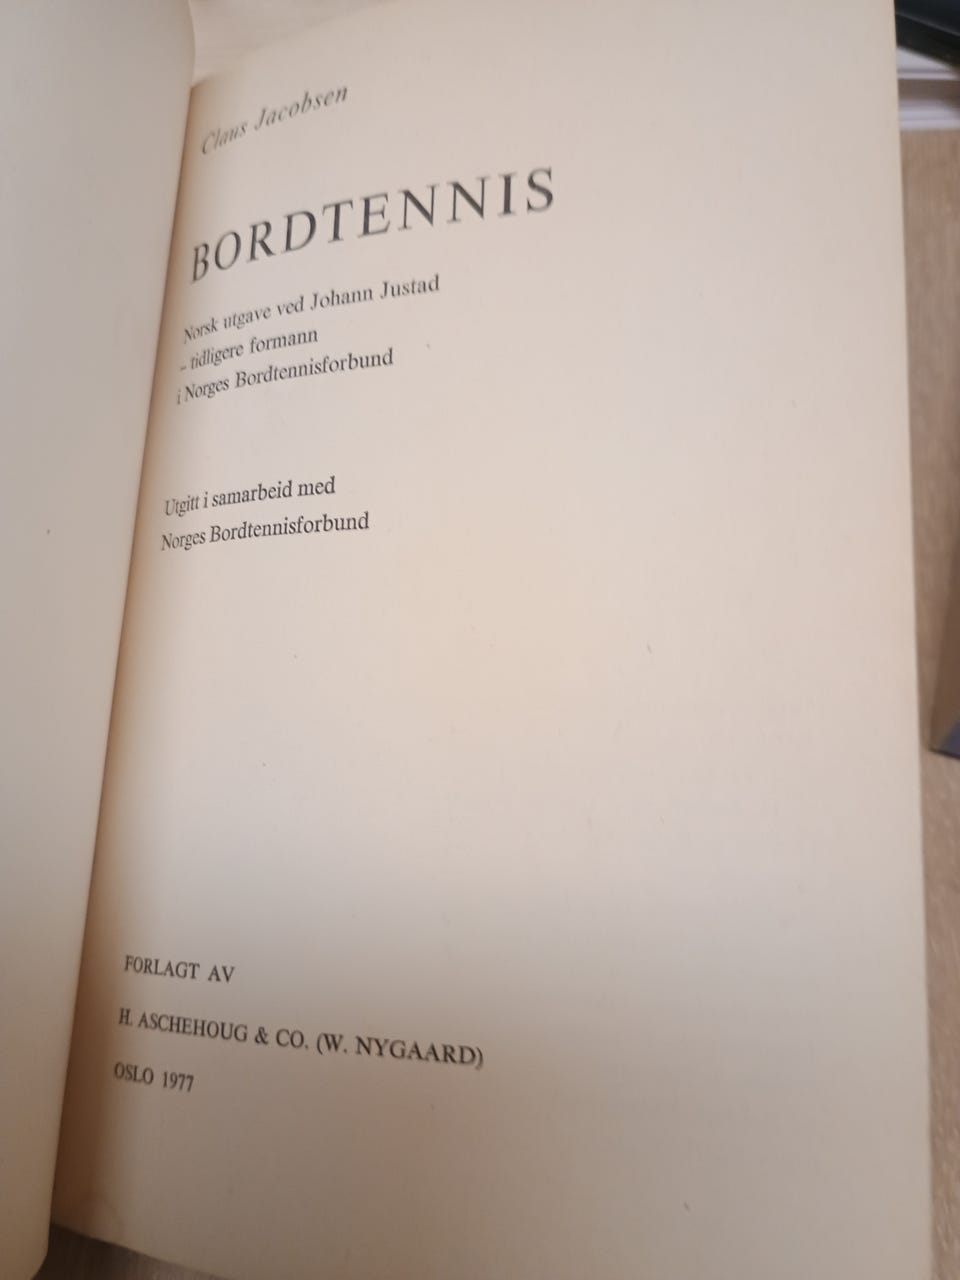 Claus Jacobsen
BORDTENNIS
Norsk utgave ved Johann Justad
– tidligere formann
i Norges Bordtennisforbund
Utgitt i samarbeid med
Norges Bordtennisforbund
FORLAGT AV
H. ASCHEHOUG & CO. (W. NYGAARD)
OSLO 1977